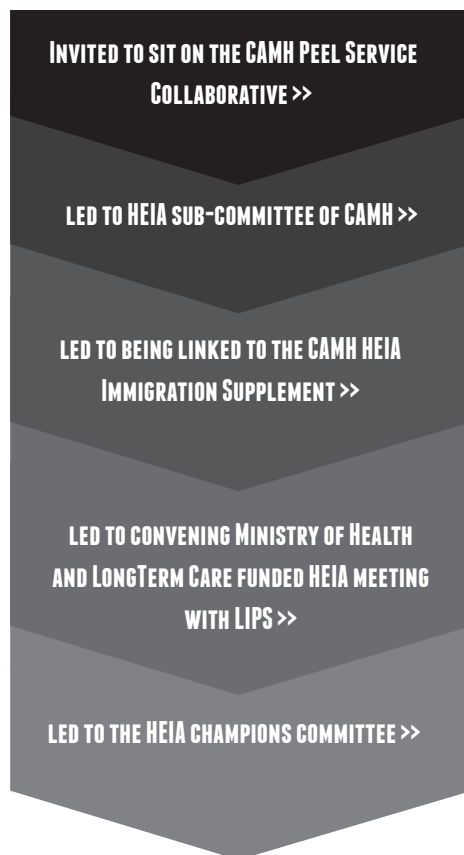 Invited to sit on the CAMH Peel Service
Collaborative >>
led to HEIA sub-committee of CAMH >>
led to being linked to the CAMH HEIA
Immigration Supplement >>
led to convening Ministry of Health
and LongTerm Care funded HEIA meeting
with LIPS >>
led to the HEIA champions committee >>